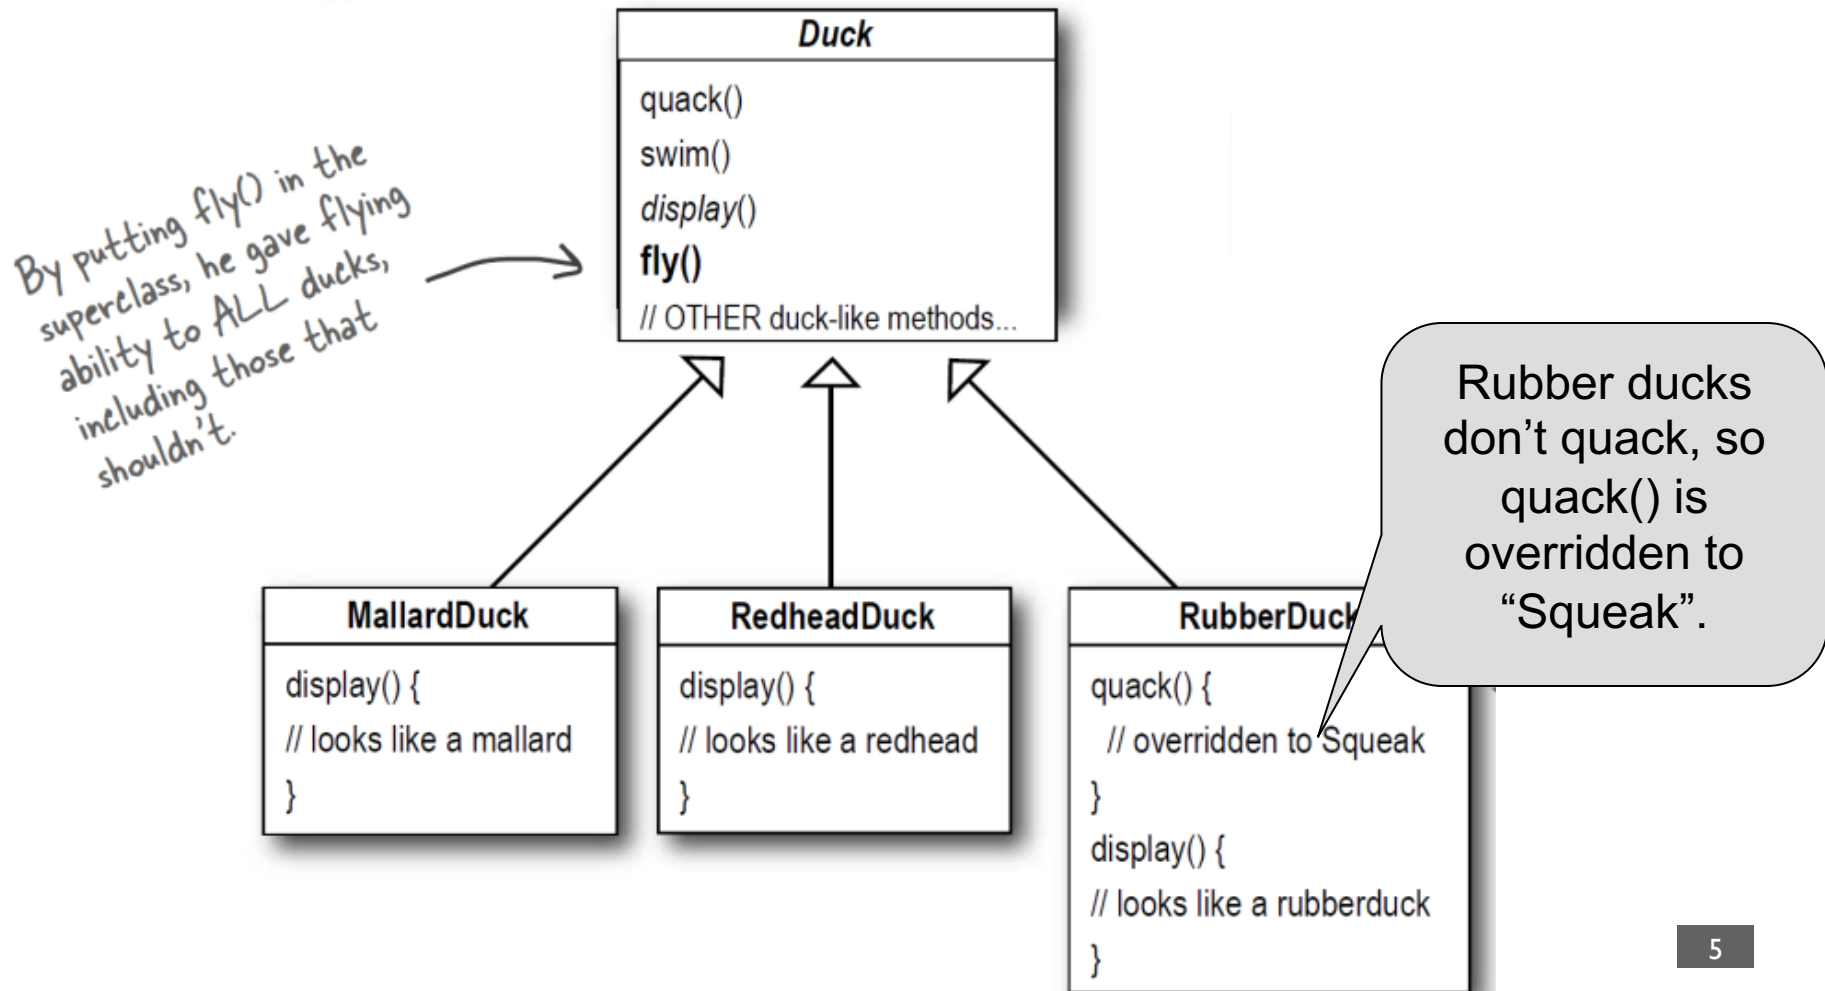 Duck
quack()
swim()
display()
fly()
// OTHER duck-like methods...
By putting fly() in the
superclass, he gave flying
ability to ALL ducks,
including those that
shouldn't.
Rubber ducks
don’t quack, so
quack() is
overridden to
“Squeak”.
MallardDuck
display() {
// looks like a mallard
}
RedheadDuck
display() {
// looks like a redhead
}
RubberDuck
quack() {
// overridden to Squeak
}
display() {
// looks like a rubberduck
}
5